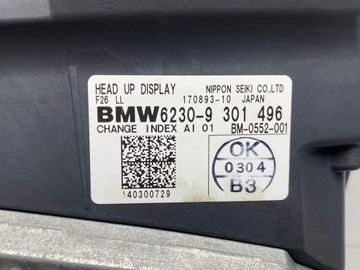 HEAD UP DISPLAY NIPPON SEIKI CO.,LTD
F26 LL 170893-10 JAPAN
BMW6230-9 301 496
CHANGE INDEX AI 01 BM-0552-001
OK
0304
B3
140300729